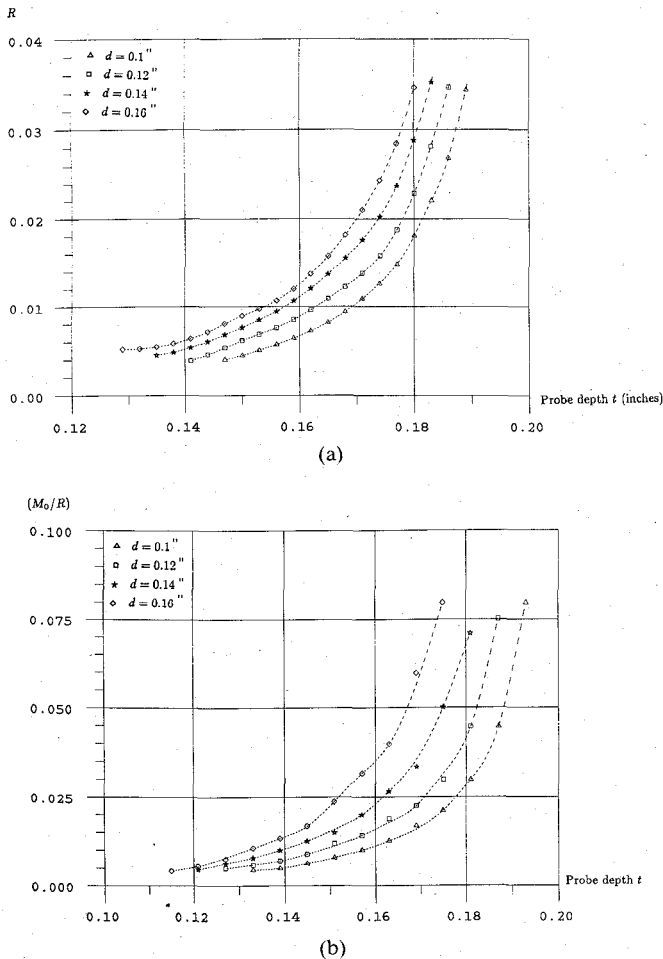 R
0.04
d = 0.1"
d = 0.12"
d = 0.14"
d = 0.16"
0.03
0.02
0.01
0.00
Probe depth t (inches)
0.12 0.14 0.16 0.18 0.20
(a)
(M₀/R)
0.100
d = 0.1"
d = 0.12"
d = 0.14"
d = 0.16"
0.075
0.050
0.025
0.000
Probe depth t
0.10 0.12 0.14 0.16 0.18 0.20
(b)